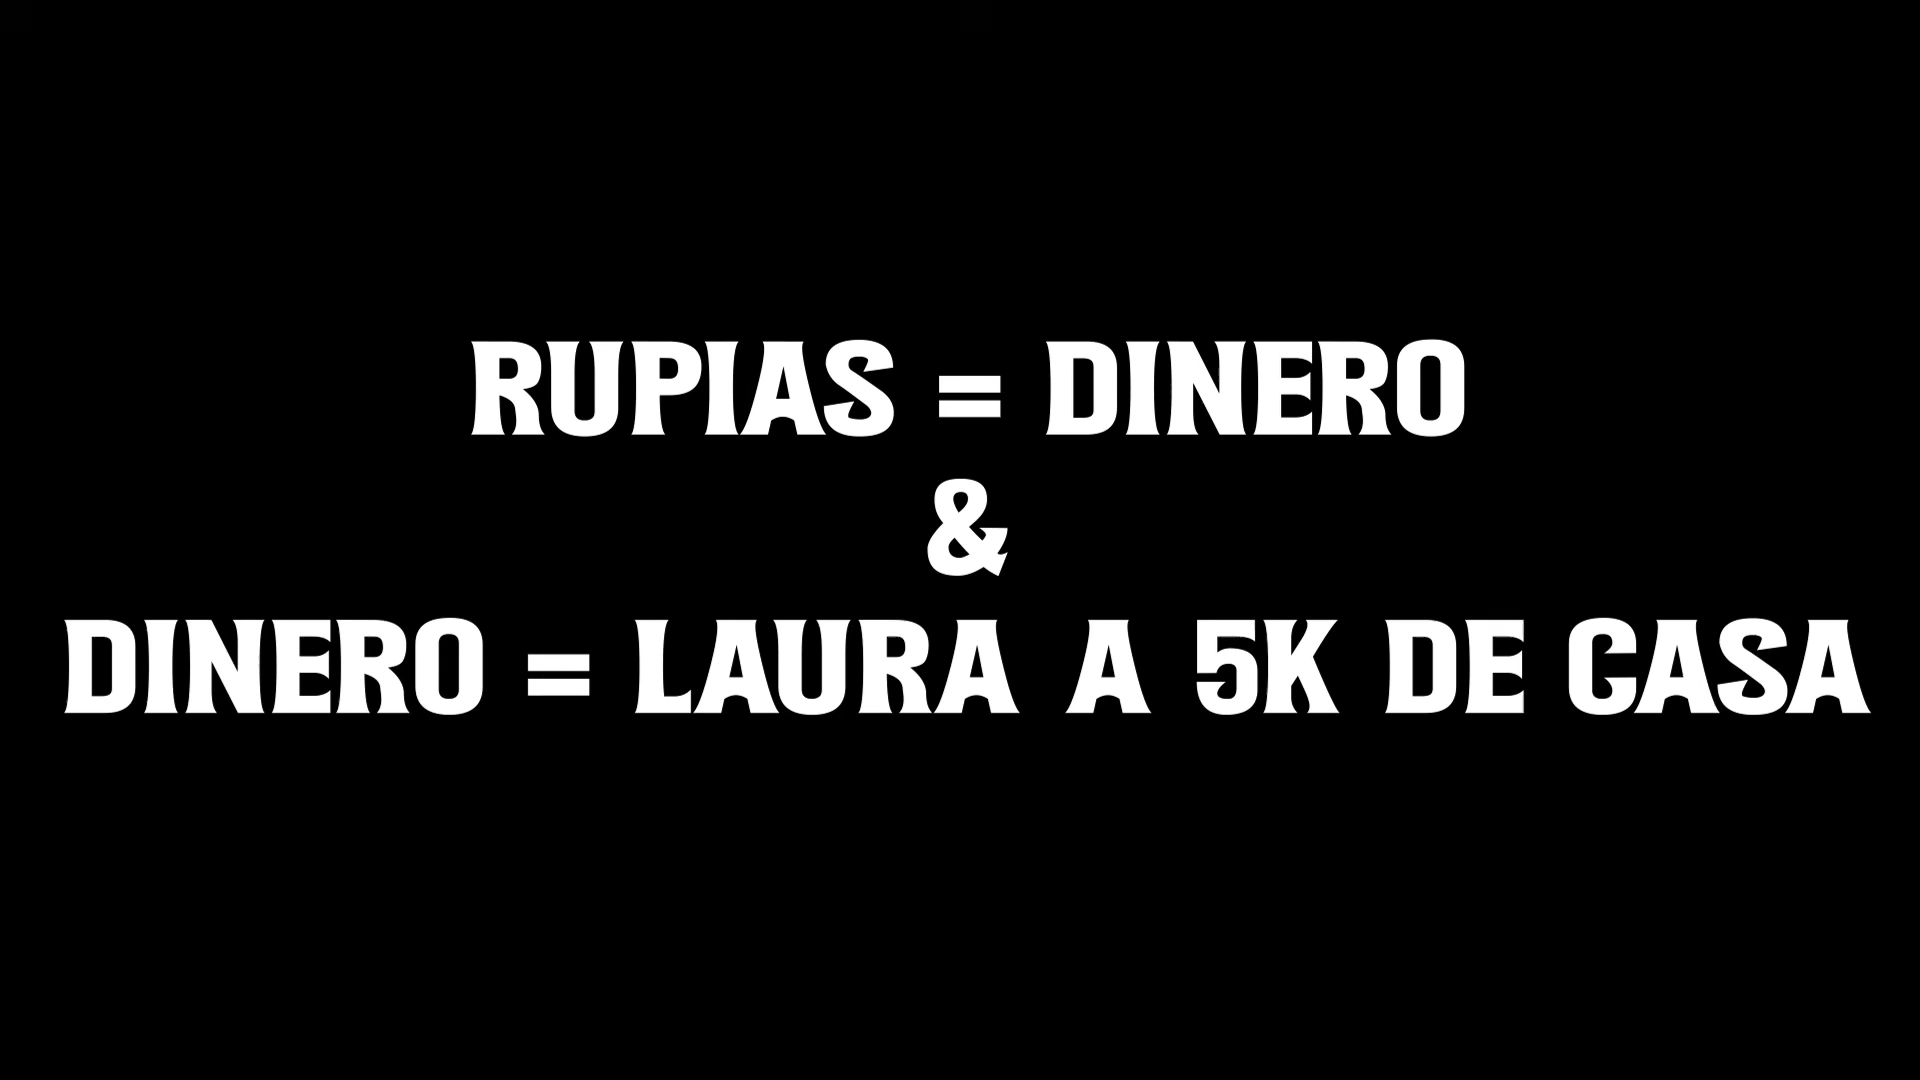 RUPIAS = DINERO
&
DINERO = LAURA A 5K DE CASA